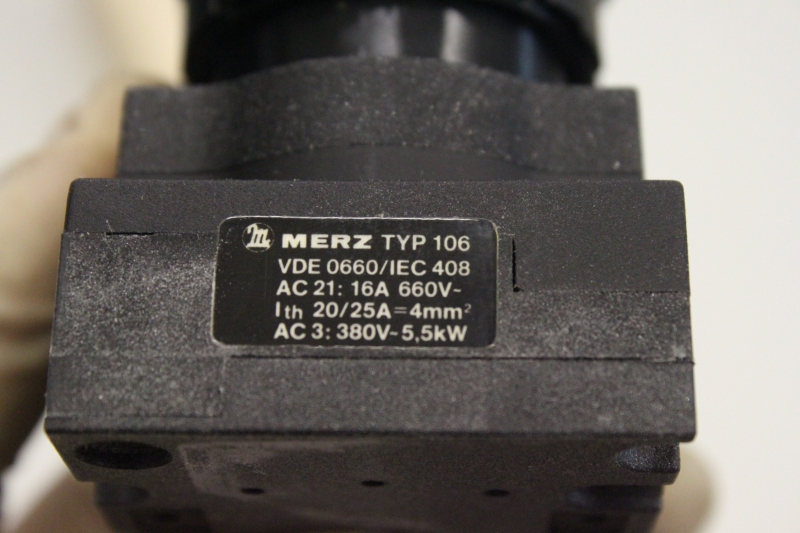 m MERZ TYP 106
VDE 0660/IEC 408
AC 21: 16A 660V~
Ith 20/25A=4mm²
AC 3: 380V~5,5kW